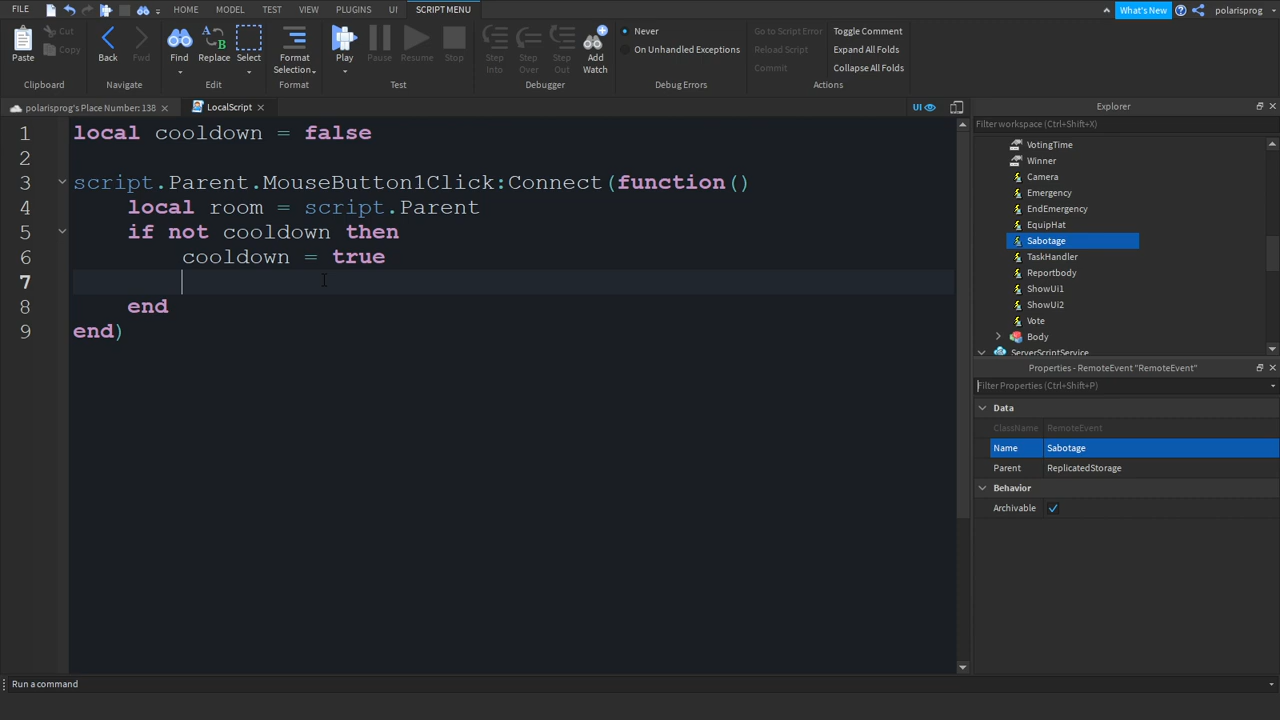 FILE HOME MODEL TEST VIEW PLUGINS UI SCRIPT MENU What's New polarisprog
Paste Cut Copy Back Fwd Find Replace Select Format Selection Play Pause Resume Stop Step Into Step Over Step Out Add Watch
Never
On Unhandled Exceptions
Go to Script Error
Reload Script
Commit
Toggle Comment
Expand All Folds
Collapse All Folds
Clipboard Navigate Edit Format Test Debugger Debug Errors Actions
polarisprog's Place Number: 138 LocalScript UI
1 local cooldown = false
2
3 script.Parent.MouseButton1Click:Connect(function()
4 local room = script.Parent
5 if not cooldown then
6 cooldown = true
7
8 end
9 end)
Explorer
Filter workspace (Ctrl+Shift+X)
VotingTime
Winner
Camera
Emergency
EndEmergency
EquipHat
Sabotage
TaskHandler
Reportbody
ShowUi1
ShowUi2
Vote
Body
ServerScriptService
Properties - RemoteEvent "RemoteEvent"
Filter Properties (Ctrl+Shift+P)
Data
ClassName RemoteEvent
Name Sabotage
Parent ReplicatedStorage
Behavior
Archivable
Run a command